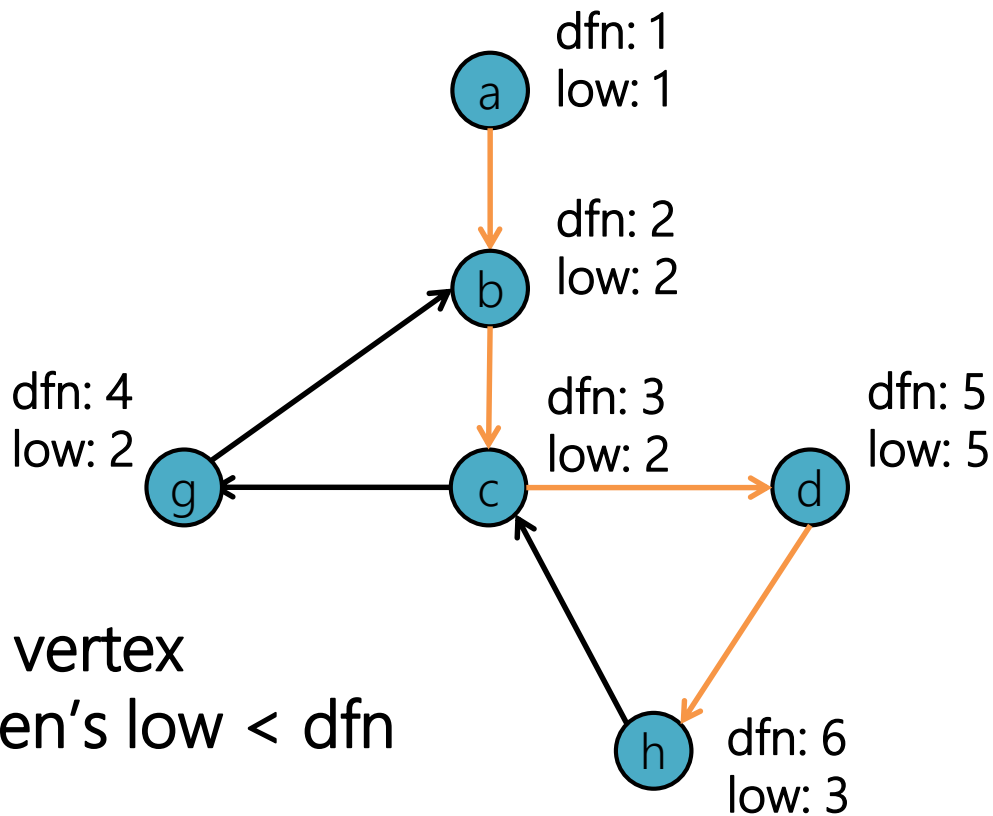 dfn: 1
low: 1
a
dfn: 2
low: 2
b
dfn: 4
low: 2
g
dfn: 3
low: 2
c
dfn: 5
low: 5
d
vertex
en's low < dfn
h
dfn: 6
low: 3